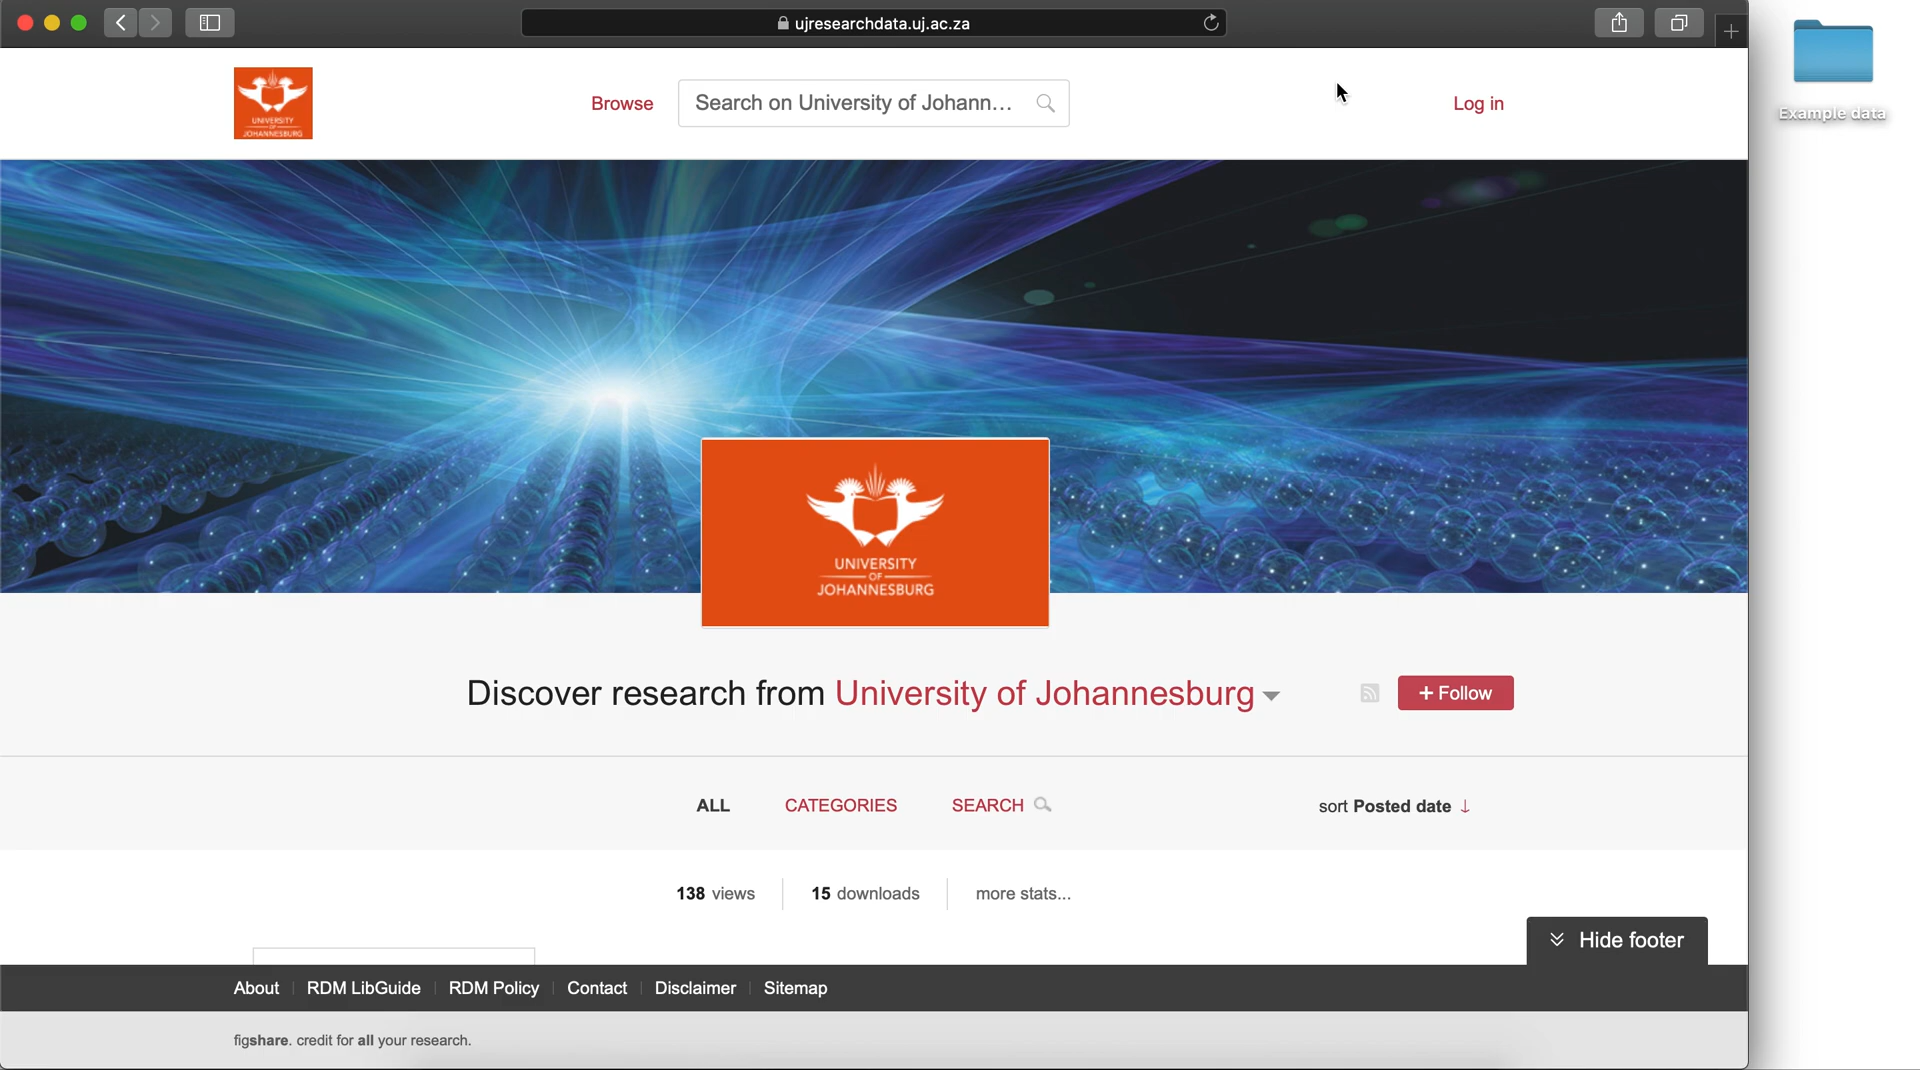 ujresearchdata.uj.ac.za
Example data
UNIVERSITY
OF
JOHANNESBURG
Browse
Search on University of Johann...
Log in
UNIVERSITY
OF
JOHANNESBURG
Discover research from University of Johannesburg
+ Follow
ALL
CATEGORIES
SEARCH
sort Posted date ↓
138 views
15 downloads
more stats...
Hide footer
About
RDM LibGuide
RDM Policy
Contact
Disclaimer
Sitemap
figshare. credit for all your research.